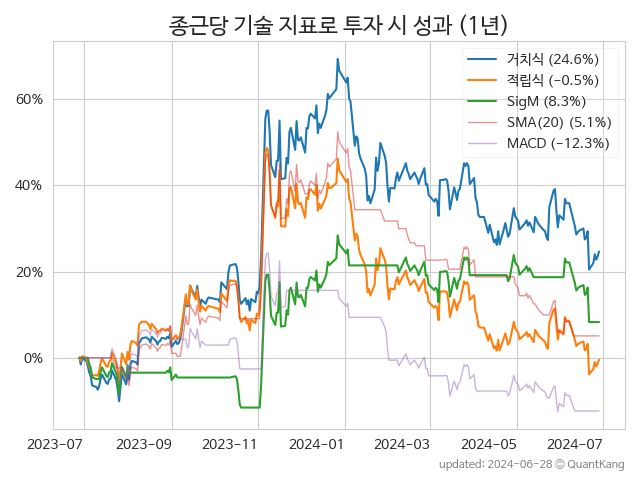 종근당 기술 지표로 투자 시 성과 (1년)
거치식 (24.6%)
적립식 (−0.5%)
SigM (8.3%)
SMA(20) (5.1%)
MACD (−12.3%)
60%
40%
20%
0%
2023-07 2023-09 2023-11 2024-01 2024-03 2024-05 2024-07
updated: 2024-06-28 ⓒ QuantKang